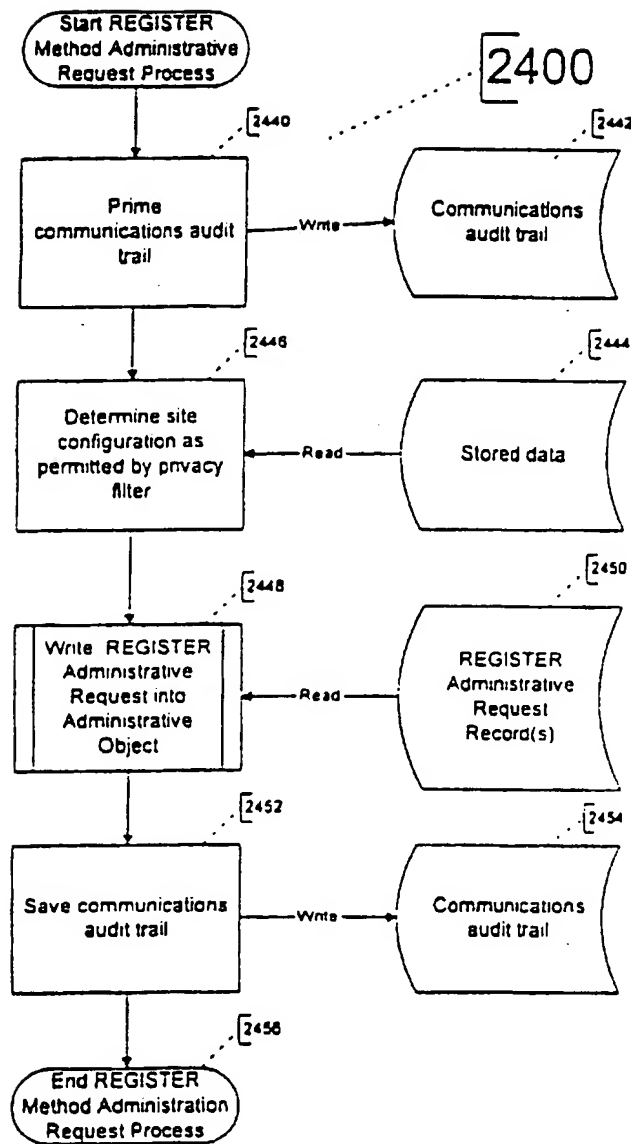 Start REGISTER
Method Administrative
Request Process
2400
2440
2442
Prime
communications audit
trail
Write
Communications
audit trail
2446
2444
Determine site
configuration as
permitted by privacy
filter
Read
Stored data
2448
2450
Write REGISTER
Administrative
Request into
Administrative
Object
Read
REGISTER
Administrative
Request
Record(s)
2452
2454
Save communications
audit trail
Write
Communications
audit trail
2456
End REGISTER
Method Administration
Request Process